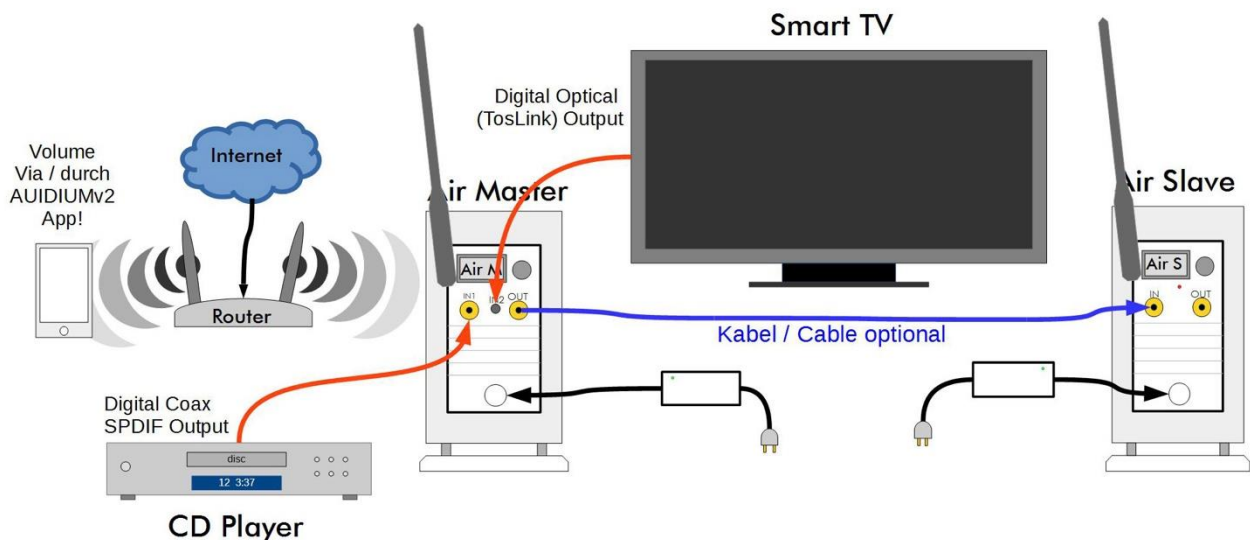 Smart TV
Digital Optical
(TosLink) Output
Volume
Via / durch
AUIDIUMv2
App!
Internet
Router
Air Master
Air M
IN1
IN2
OUT
Air Slave
Air S
IN
OUT
Kabel / Cable optional
Digital Coax
SPDIF Output
disc
12 3:37
CD Player